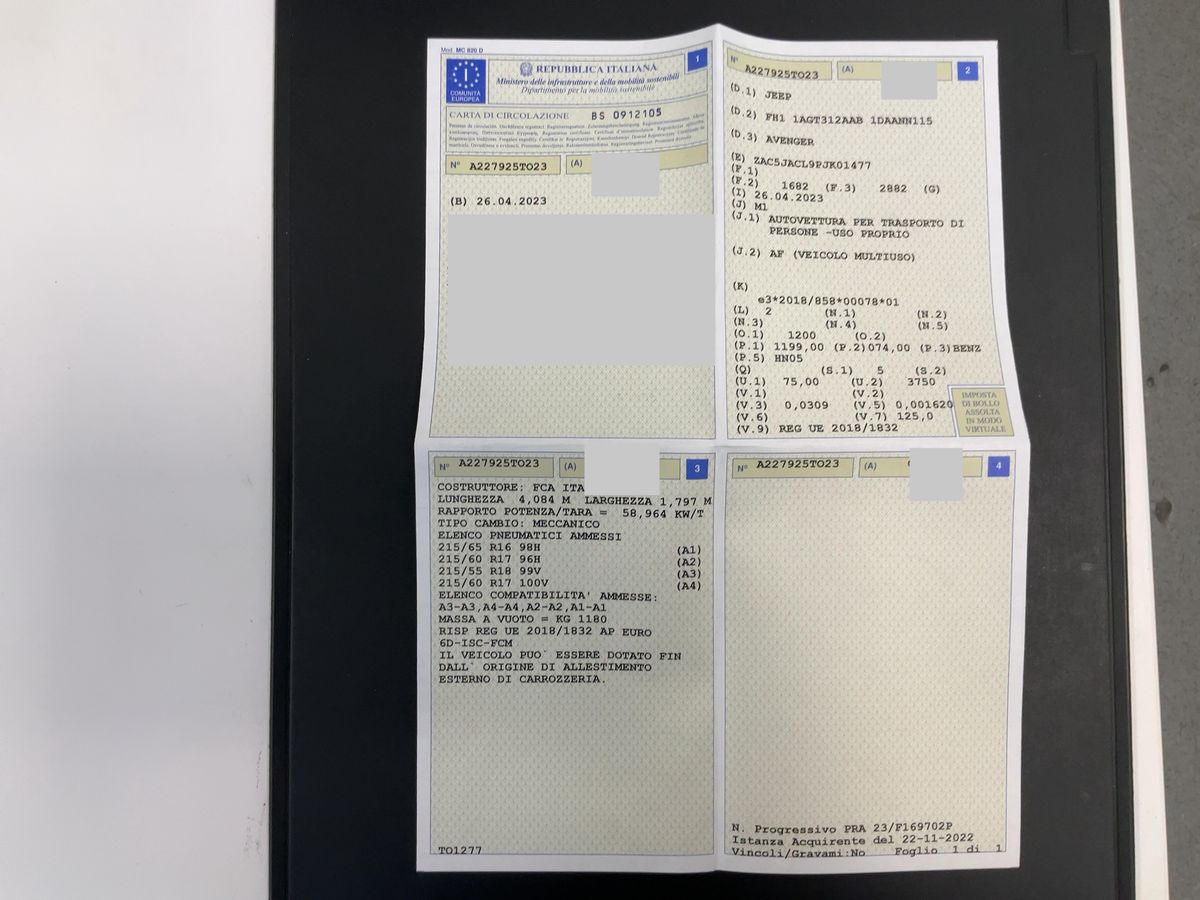 Mod. MC 820 D
1
COMUNITÀ EUROPEA
I
REPUBBLICA ITALIANA
Ministero delle infrastrutture e della mobilità sostenibili
Dipartimento per la mobilità sostenibile
CARTA DI CIRCOLAZIONE BS 0912105
N° A227925TO23 (A)
(B) 26.04.2023
N° A227925TO23 (A) 2
(D.1) JEEP
(D.2) FH1 1AGT312AAB 1DAANN115
(D.3) AVENGER
(E) ZAC5JACL9PJK01477
(F.1)
(F.2) 1682 (F.3) 2882 (G)
(I) 26.04.2023
(J) M1
(J.1) AUTOVETTURA PER TRASPORTO DI
PERSONE -USO PROPRIO
(J.2) AF (VEICOLO MULTIUSO)
(K)
e3*2018/858*00078*01
(L) 2 (N.1) (N.2)
(N.3) (N.4) (N.5)
(O.1) 1200 (O.2)
(P.1) 1199,00 (P.2)074,00 (P.3)BENZ
(P.5) HN05
(Q) (S.1) 5 (S.2)
(U.1) 75,00 (U.2) 3750
(V.1) (V.2)
(V.3) 0,0309 (V.5) 0,001620
(V.6) (V.7) 125,0
(V.9) REG UE 2018/1832
IMPOSTA
DI BOLLO
ASSOLTA
IN MODO
VIRTUALE
N° A227925TO23 (A) 3
COSTRUTTORE: FCA ITA
LUNGHEZZA 4,084 M LARGHEZZA 1,797 M
RAPPORTO POTENZA/TARA = 58,964 KW/T
TIPO CAMBIO: MECCANICO
ELENCO PNEUMATICI AMMESSI
215/65 R16 98H (A1)
215/60 R17 96H (A2)
215/55 R18 99V (A3)
215/60 R17 100V (A4)
ELENCO COMPATIBILITA' AMMESSE:
A3-A3,A4-A4,A2-A2,A1-A1
MASSA A VUOTO = KG 1180
RISP REG UE 2018/1832 AP EURO
6D-ISC-FCM
IL VEICOLO PUO` ESSERE DOTATO FIN
DALL` ORIGINE DI ALLESTIMENTO
ESTERNO DI CARROZZERIA.
TO1277
N° A227925TO23 (A) 4
N. Progressivo PRA 23/F169702P
Istanza Acquirente del 22-11-2022
Vincoli/Gravami:No Foglio 1 di 1